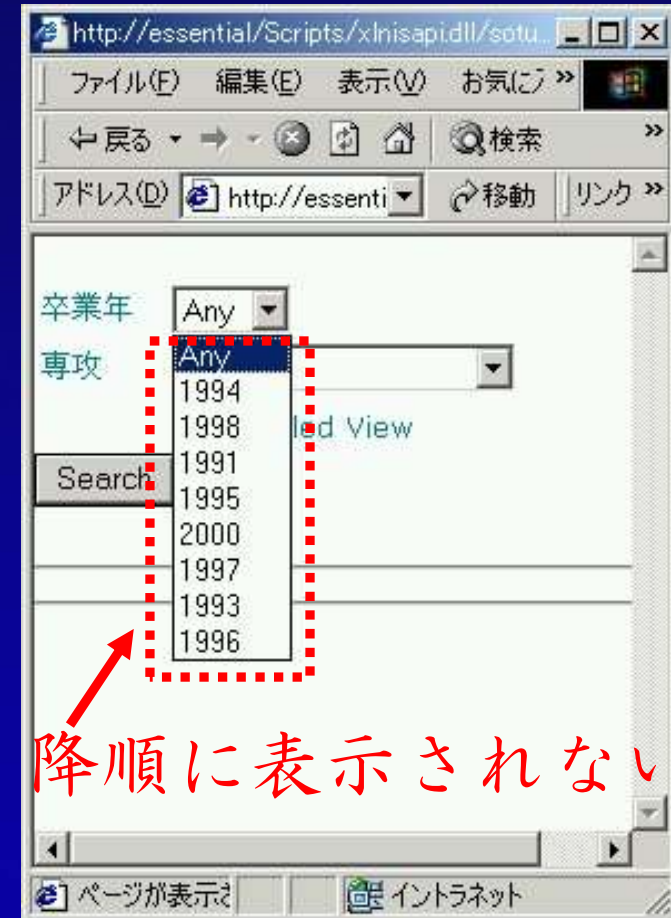 http://essential/Scripts/xlnisapi.dll/sotu...
ファイル(F) 編集(E) 表示(V) お気に
戻る 検索
アドレス(D) http://essenti 移動 リンク
卒業年 Any
専攻
Any
1994
1998 led View
1991
Search
1995
2000
1997
1993
1996
降順に表示されない
ページが表示さ イントラネット